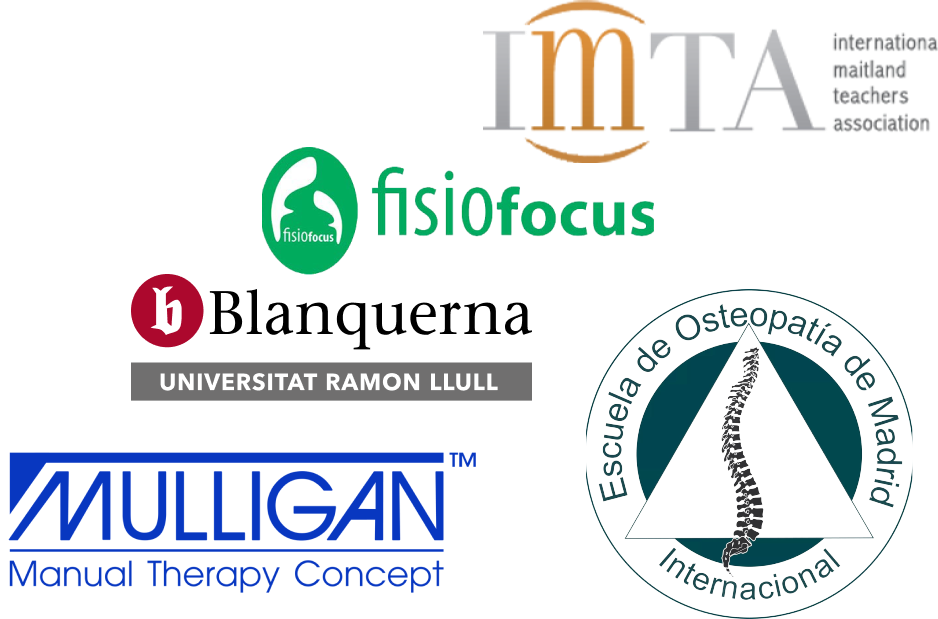 IMTA
internationa
maitland
teachers
association
fisiofocus
fisiofocus
b Blanquerna
UNIVERSITAT RAMON LLULL
Escuela de Osteopatía de Madrid
Internacional
MULLIGAN™
Manual Therapy Concept